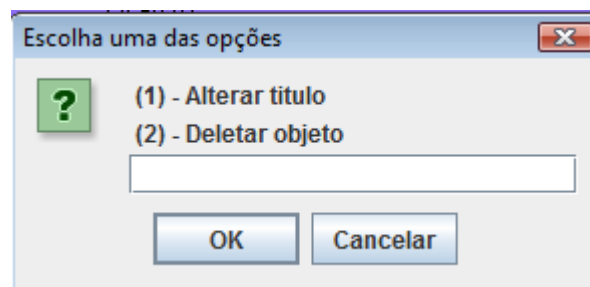 Escolha uma das opções
(1) - Alterar titulo
(2) - Deletar objeto
OK
Cancelar